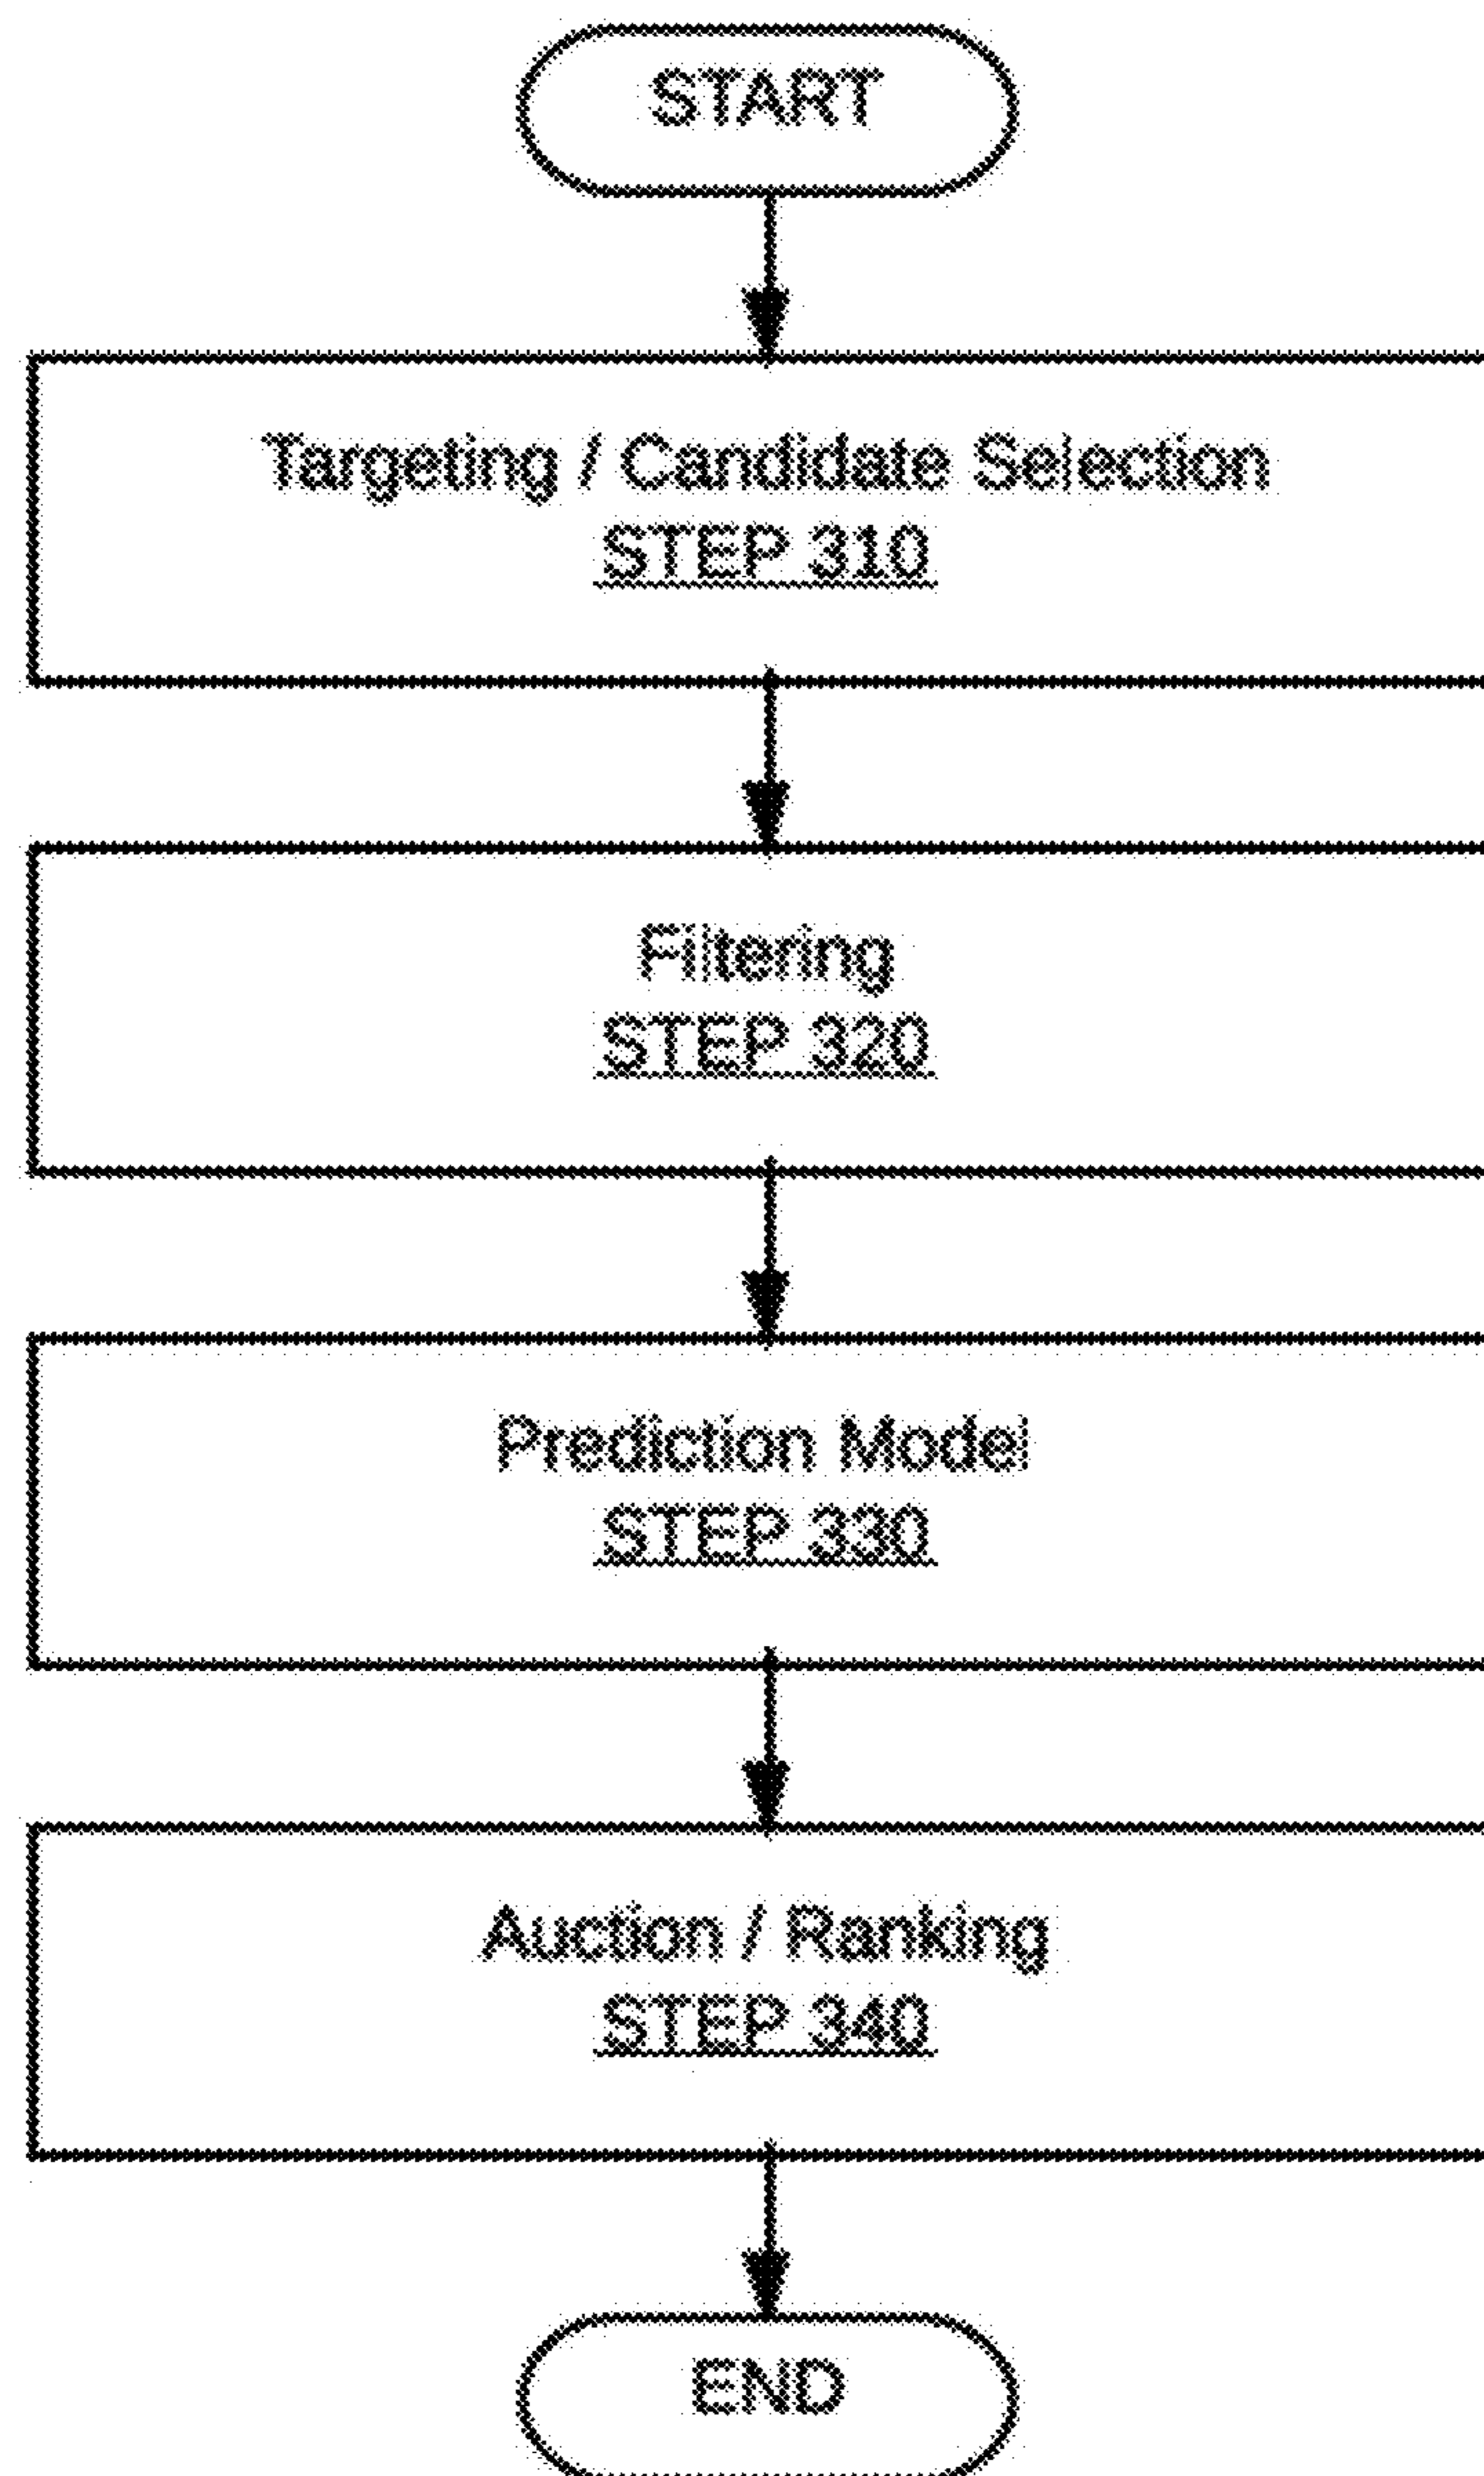 START
Targeting / Candidate Selection
STEP 310
Filtering
STEP 320
Prediction Model
STEP 330
Auction / Ranking
STEP 340
END